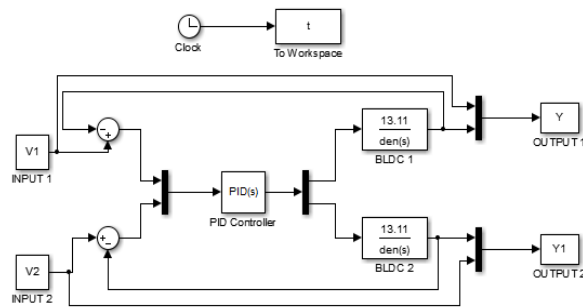 t
Clock
To Workspace
V1
INPUT 1
− +
13.11
den(s)
BLDC 1
Y
OUTPUT 1
PID(s)
PID Controller
V2
INPUT 2
+ −
13.11
den(s)
BLDC 2
Y1
OUTPUT 2